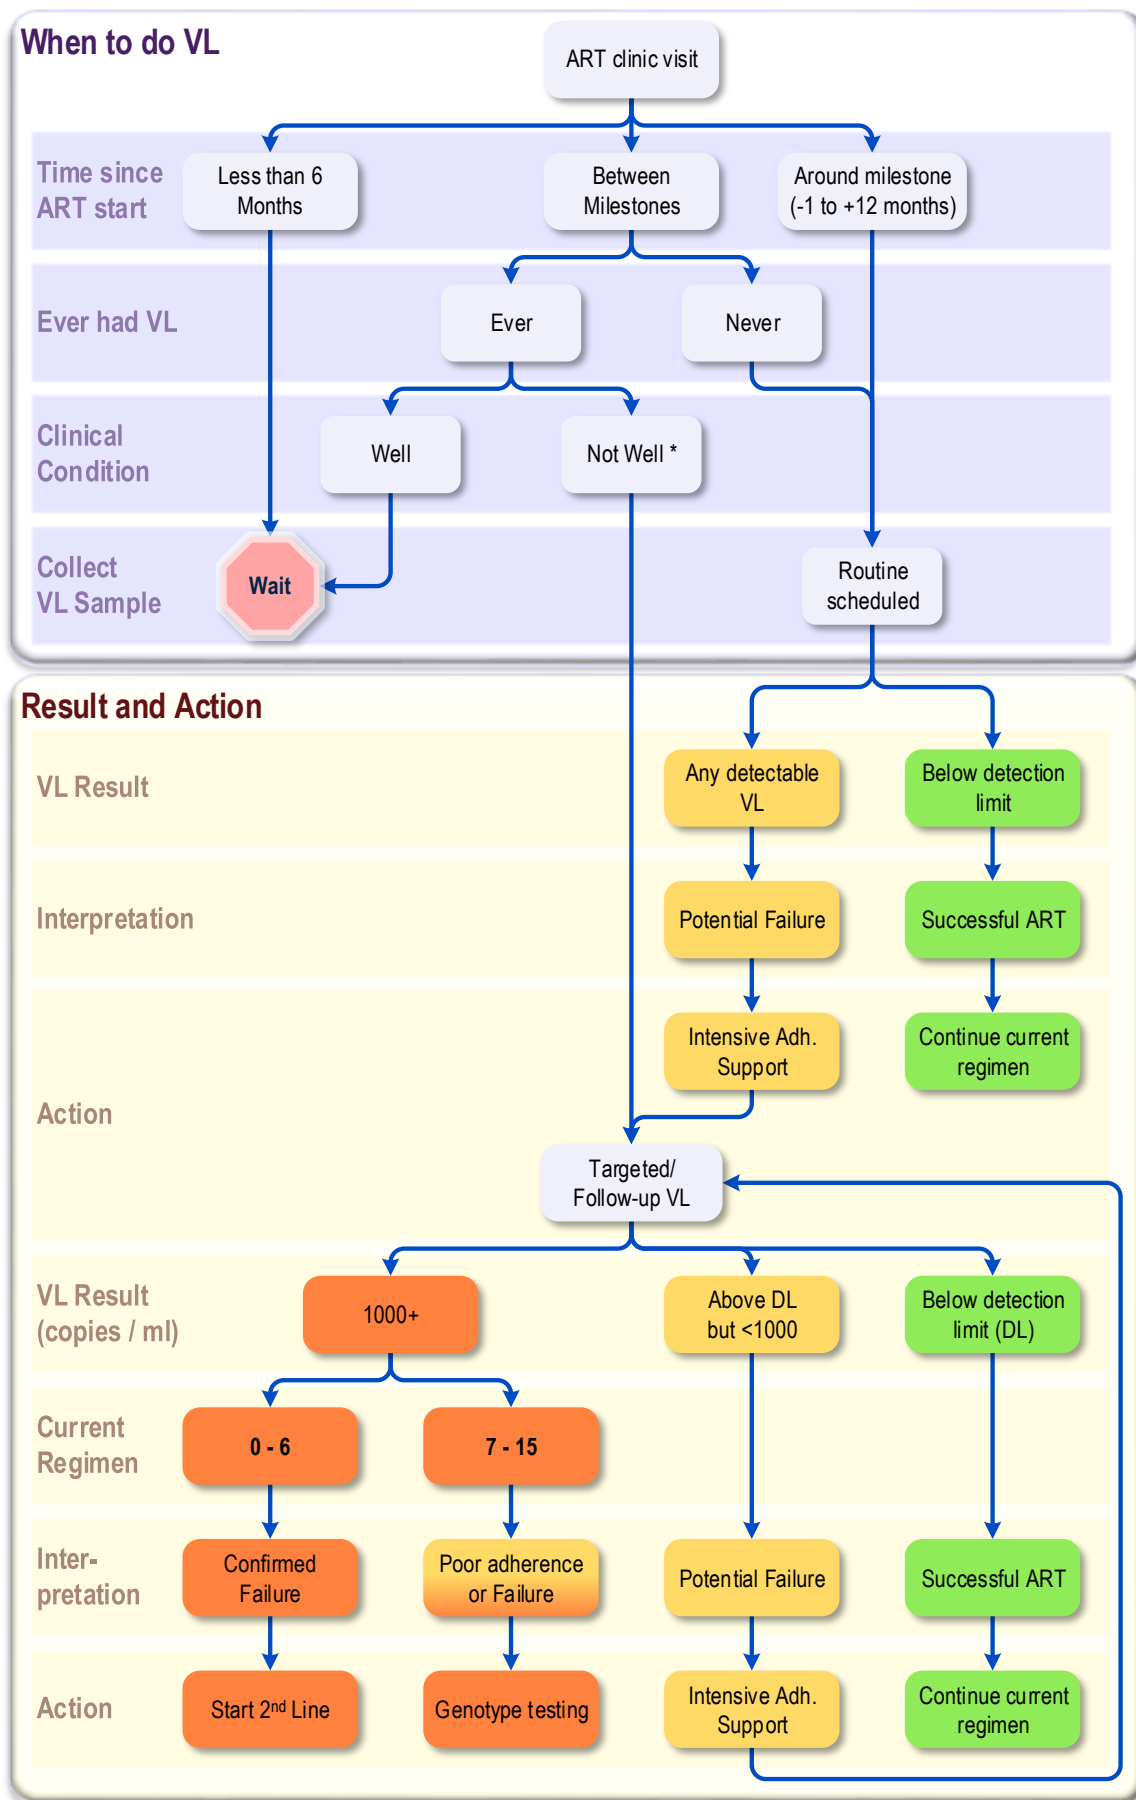 When to do VL
ART clinic visit
Time since
ART start
Less than 6
Months
Between
Milestones
Around milestone
(-1 to +12 months)
Ever had VL
Ever
Never
Clinical
Condition
Well
Not Well *
Collect
VL Sample
Wait
Routine
scheduled
Result and Action
VL Result
Any detectable
VL
Below detection
limit
Interpretation
Potential Failure
Successful ART
Action
Intensive Adh.
Support
Continue current
regimen
Targeted/
Follow-up VL
VL Result
(copies / ml)
1000+
Above DL
but <1000
Below detection
limit (DL)
Current
Regimen
0 - 6
7 - 15
Inter-
pretation
Confirmed
Failure
Poor adherence
or Failure
Potential Failure
Successful ART
Action
Start 2nd Line
Genotype testing
Intensive Adh.
Support
Continue current
regimen